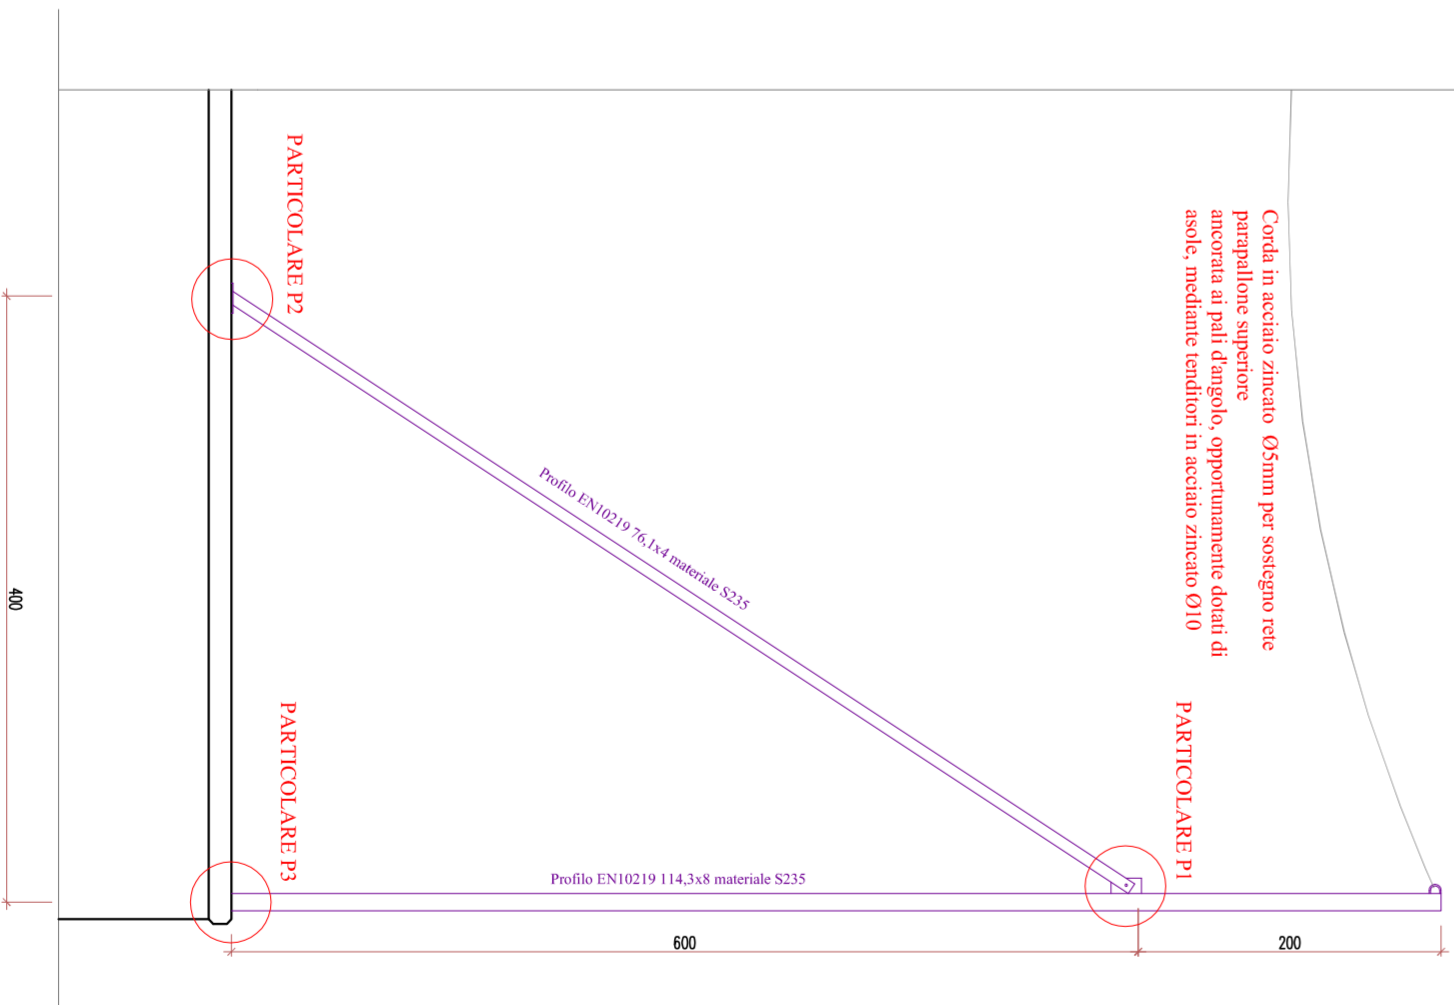 PARTICOLARE P2
Corda in acciaio zincato Ø5mm per sostegno rete
parapallone superiore
ancorata ai pali d'angolo, opportunamente dotati di
asole, mediante tenditori in acciaio zincato Ø10
Profilo EN10219 76,1x4 materiale S235
400
PARTICOLARE P3
PARTICOLARE P1
Profilo EN10219 114,3x8 materiale S235
600
200